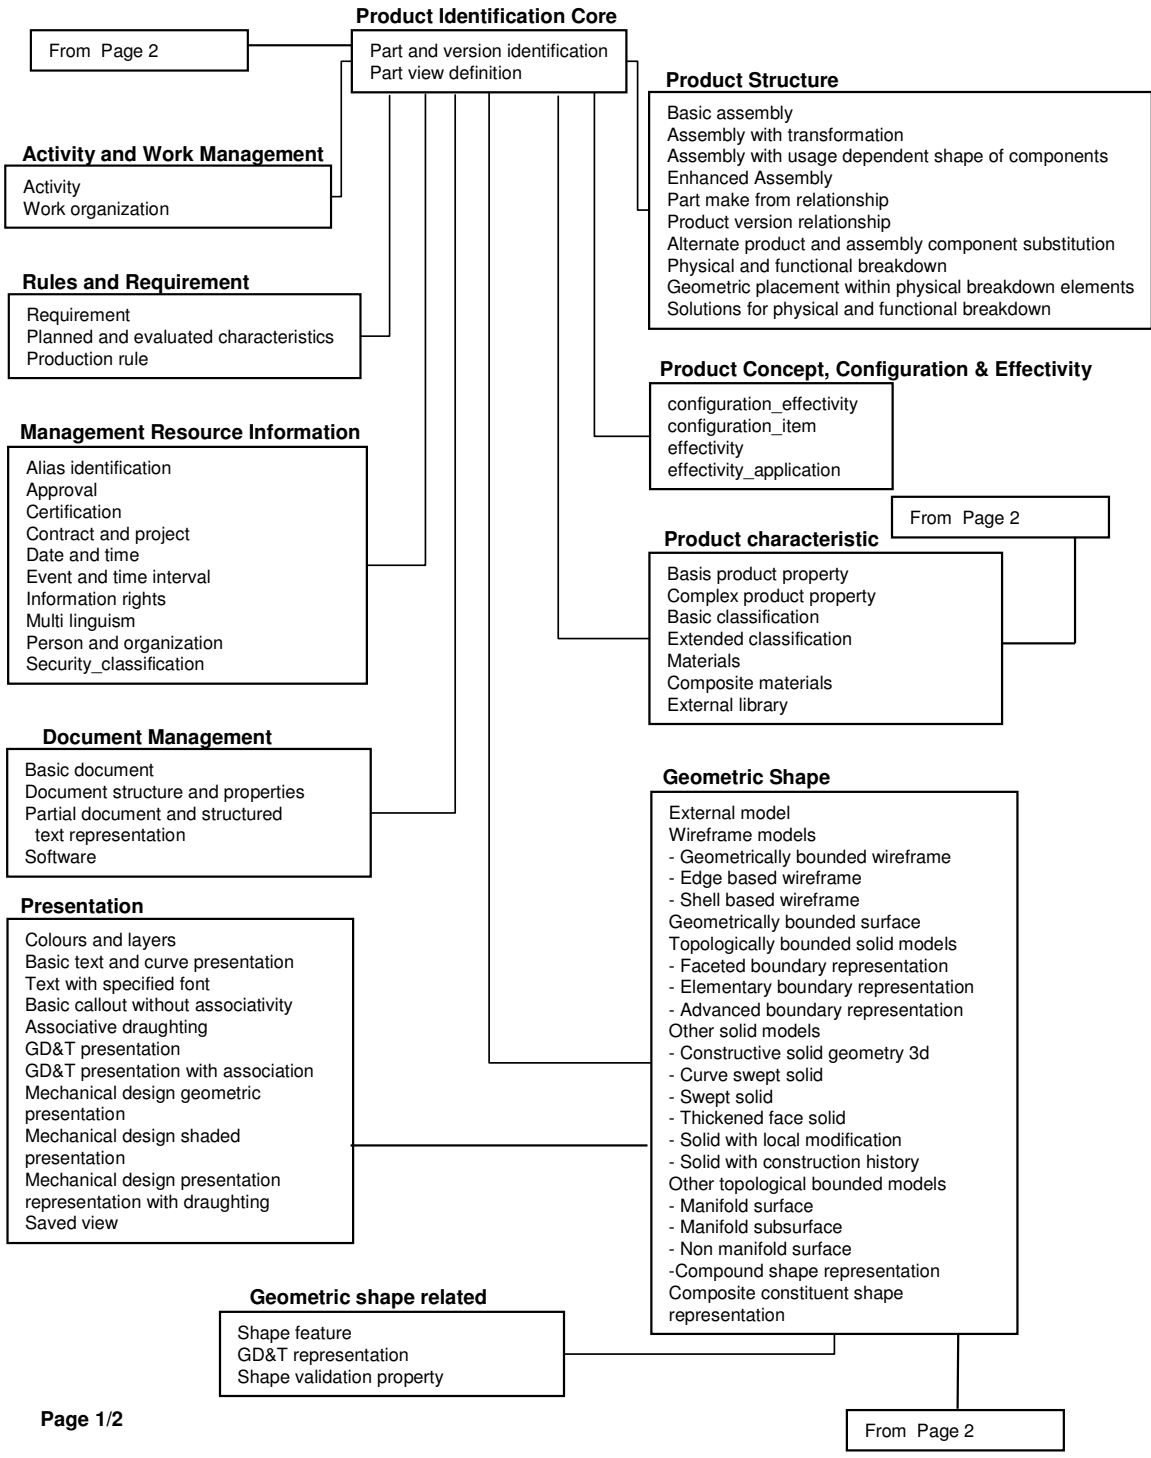 Product Identification Core
From Page 2
Part and version identification
Part view definition
Product Structure
Basic assembly
Assembly with transformation
Assembly with usage dependent shape of components
Enhanced Assembly
Part make from relationship
Product version relationship
Alternate product and assembly component substitution
Physical and functional breakdown
Geometric placement within physical breakdown elements
Solutions for physical and functional breakdown
Activity and Work Management
Activity
Work organization
Rules and Requirement
Requirement
Planned and evaluated characteristics
Production rule
Product Concept, Configuration & Effectivity
configuration_effectivity
configuration_item
effectivity
effectivity_application
Management Resource Information
Alias identification
Approval
Certification
Contract and project
Date and time
Event and time interval
Information rights
Multi linguism
Person and organization
Security_classification
From Page 2
Product characteristic
Basis product property
Complex product property
Basic classification
Extended classification
Materials
Composite materials
External library
Document Management
Basic document
Document structure and properties
Partial document and structured
text representation
Software
Geometric Shape
External model
Wireframe models
- Geometrically bounded wireframe
- Edge based wireframe
- Shell based wireframe
Geometrically bounded surface
Topologically bounded solid models
- Faceted boundary representation
- Elementary boundary representation
- Advanced boundary representation
Other solid models
- Constructive solid geometry 3d
- Curve swept solid
- Swept solid
- Thickened face solid
- Solid with local modification
- Solid with construction history
Other topological bounded models
- Manifold surface
- Manifold subsurface
- Non manifold surface
-Compound shape representation
Composite constituent shape
representation
Presentation
Colours and layers
Basic text and curve presentation
Text with specified font
Basic callout without associativity
Associative draughting
GD&T presentation
GD&T presentation with association
Mechanical design geometric
presentation
Mechanical design shaded
presentation
Mechanical design presentation
representation with draughting
Saved view
Geometric shape related
Shape feature
GD&T representation
Shape validation property
Page 1/2
From Page 2